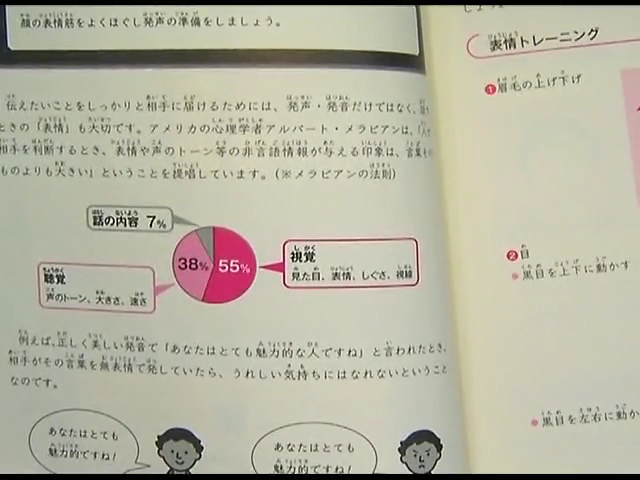 顔の表情筋をよくほぐし発声の準備をしましょう。
伝えたいことをしっかりと相手に届けるためには、発声・発音だけではなく、
ときの「表情」も大切です。アメリカの心理学者アルバート・メラビアンは、
相手を判断するとき、表情や声のトーン等の非言語情報が与える印象は、言葉そ
ものよりも大きい」ということを提唱しています。(※メラビアンの法則)
話の内容 7%
38%
55%
視覚
見た目、表情、しぐさ、視線
聴覚
声のトーン、大きさ、速さ
例えば、正しく美しい発音で「あなたはとても魅力的な人ですね」と言われたとき、
相手がその言葉を無表情で発していたら、うれしい気持ちにはなれないということ
なのです。
あなたはとても
魅力的ですね!
あなたはとても
魅力的ですね!
表情トレーニング
❶眉毛の上げ下げ
❷目
●黒目を上下に動かす
●黒目を左右に動か